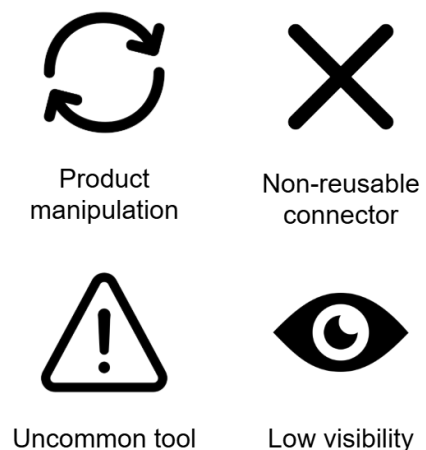 Product
manipulation
Non-reusable
connector
Uncommon tool
Low visibility